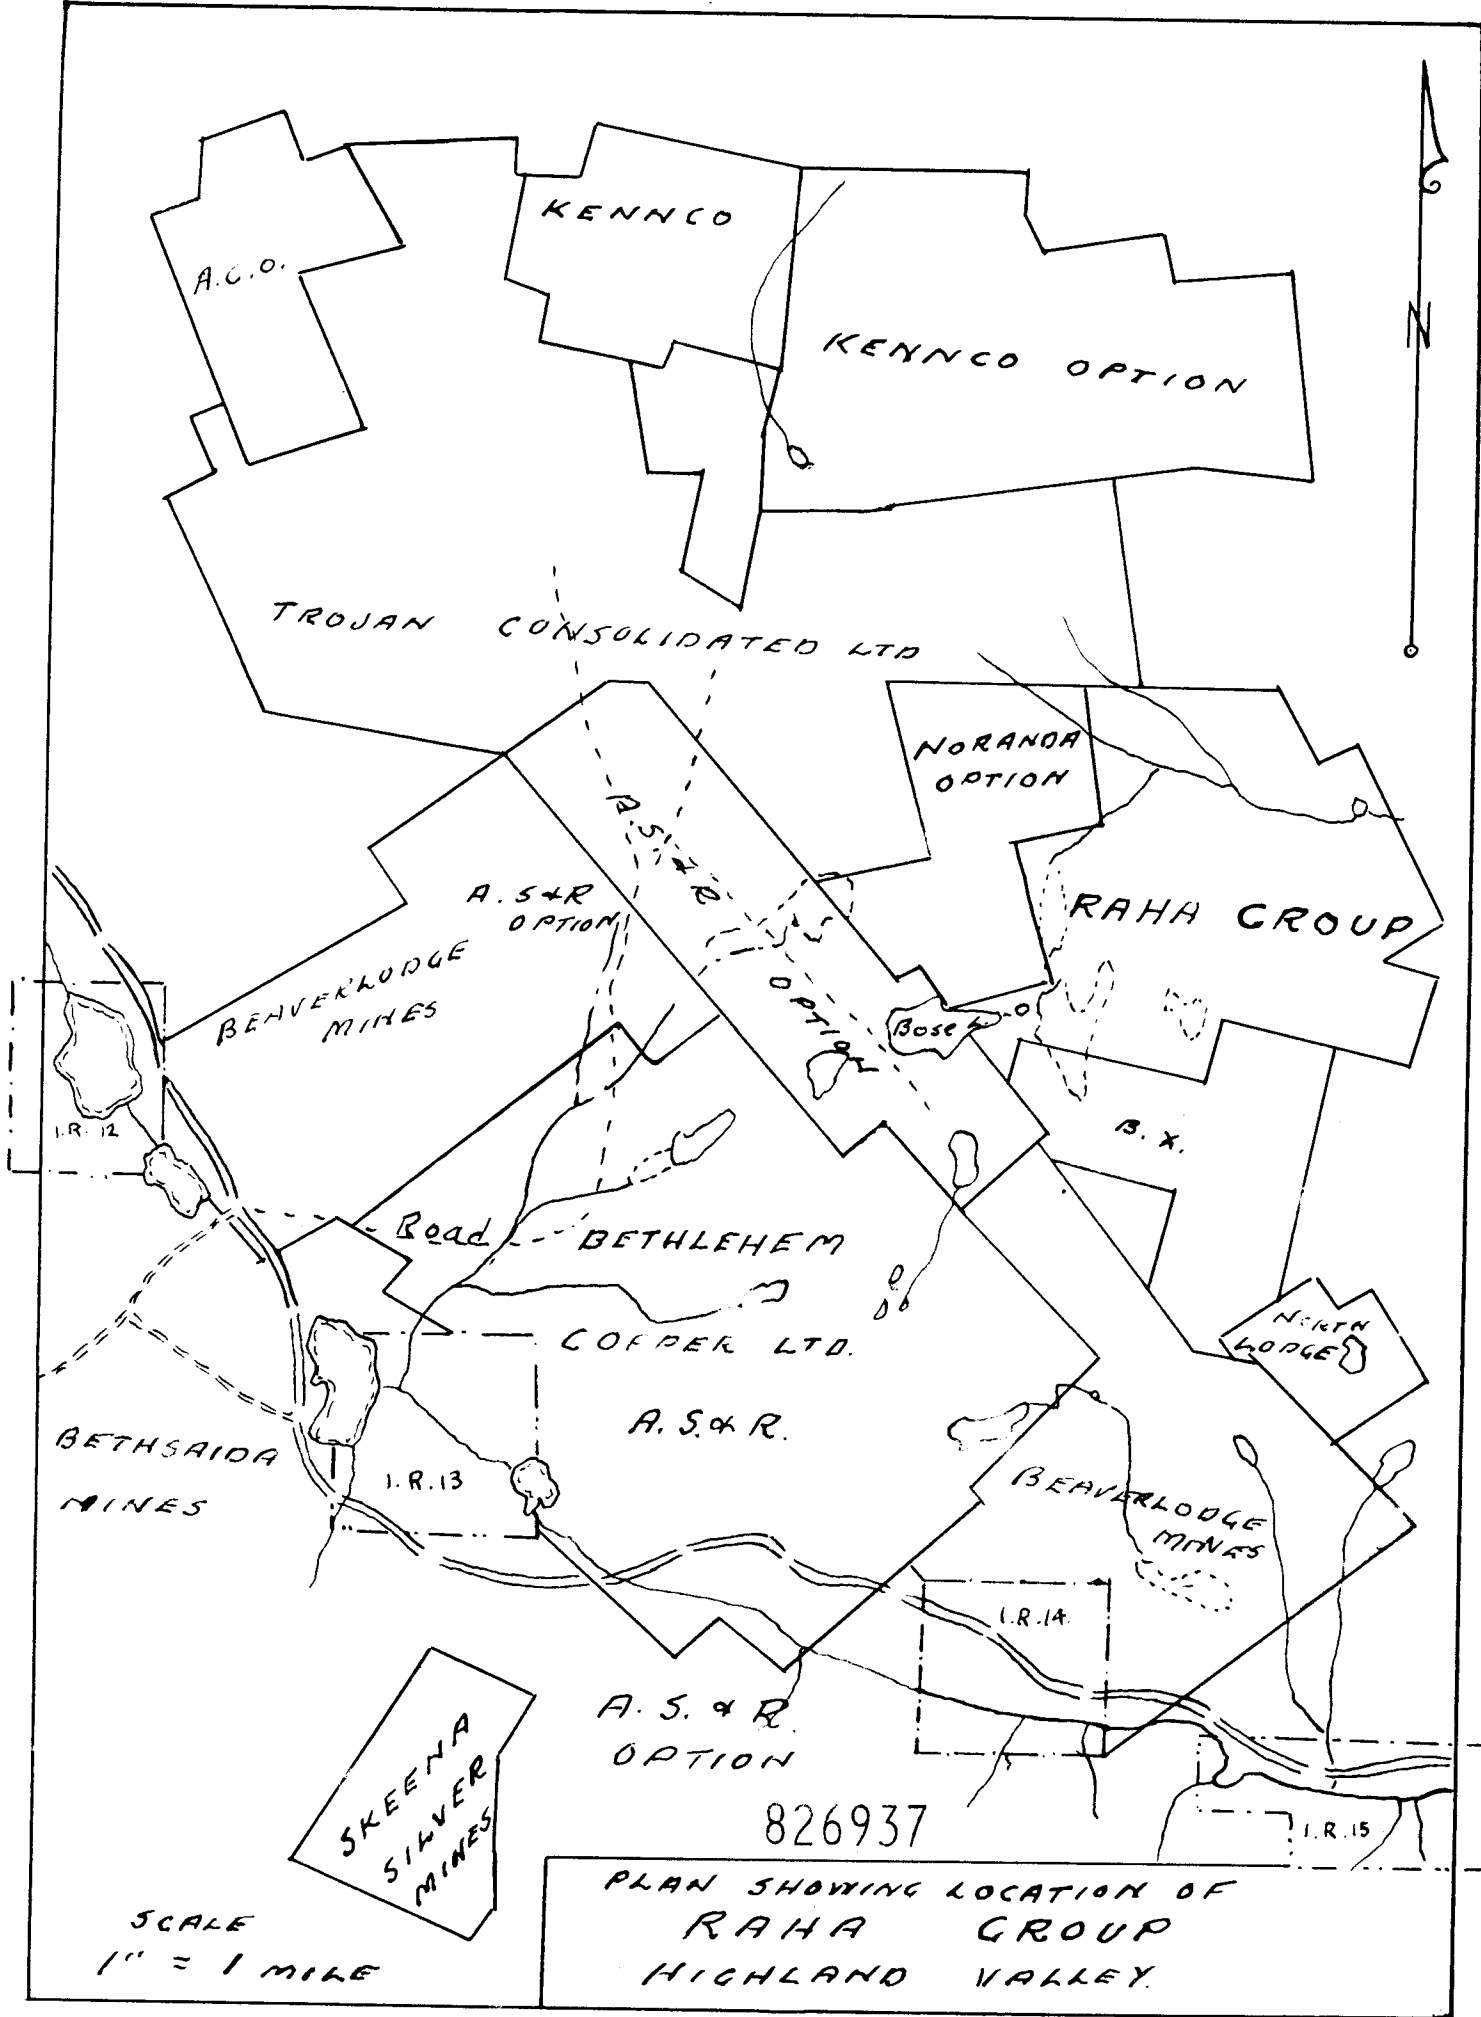 KENNCO
A.C.O.
KENNCO OPTION
N
TROJAN CONSOLIDATED LTD
NORANDA
OPTION
A.S.&R
OPTION
A.S&R
OPTION
RAHA GROUP
BEAVERLODGE
MINES
Bose L.
I.R.12
B.X.
Road
BETHLEHEM
COPPER LTD.
NORTH
LODGE
A.S.&R.
BETHSAIDA
MINES
I.R.13
BEAVERLODGE
MINES
I.R.14.
A.S.&R.
OPTION
SKEENA
SILVER
MINES
826937
I.R.15
SCALE
1" = 1 MILE
PLAN SHOWING LOCATION OF
RAHA GROUP
HIGHLAND VALLEY.